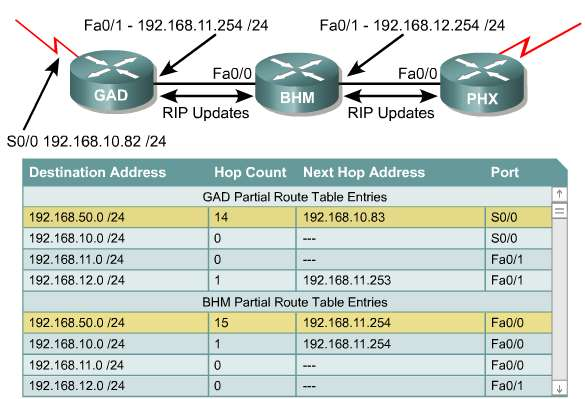 Fa0/1 - 192.168.11.254 /24
Fa0/1 - 192.168.12.254 /24
GAD
Fa0/0
BHM
Fa0/0
PHX
RIP Updates
RIP Updates
S0/0 192.168.10.82 /24
Destination Address Hop Count Next Hop Address Port
GAD Partial Route Table Entries
192.168.50.0 /24 14 192.168.10.83 S0/0
192.168.10.0 /24 0 --- S0/0
192.168.11.0 /24 0 --- Fa0/1
192.168.12.0 /24 1 192.168.11.253 Fa0/1
BHM Partial Route Table Entries
192.168.50.0 /24 15 192.168.11.254 Fa0/0
192.168.10.0 /24 1 192.168.11.254 Fa0/0
192.168.11.0 /24 0 --- Fa0/0
192.168.12.0 /24 0 --- Fa0/1